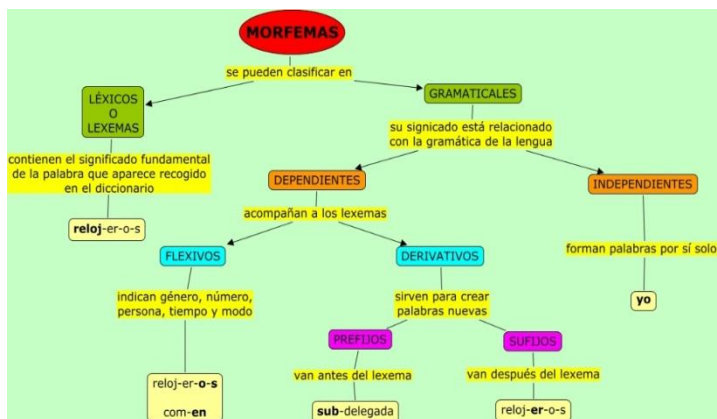 MORFEMAS
se pueden clasificar en
LÉXICOS
O
LEXEMAS
GRAMATICALES
contienen el significado fundamental
de la palabra que aparece recogido
en el diccionario
su signicado está relacionado
con la gramática de la lengua
reloj-er-o-s
DEPENDIENTES
INDEPENDIENTES
acompañan a los lexemas
forman palabras por sí solo
yo
FLEXIVOS
DERIVATIVOS
indican género, número,
persona, tiempo y modo
sirven para crear
palabras nuevas
reloj-er-o-s
com-en
PREFIJOS
SUFIJOS
van antes del lexema
van después del lexema
sub-delegada
reloj-er-o-s